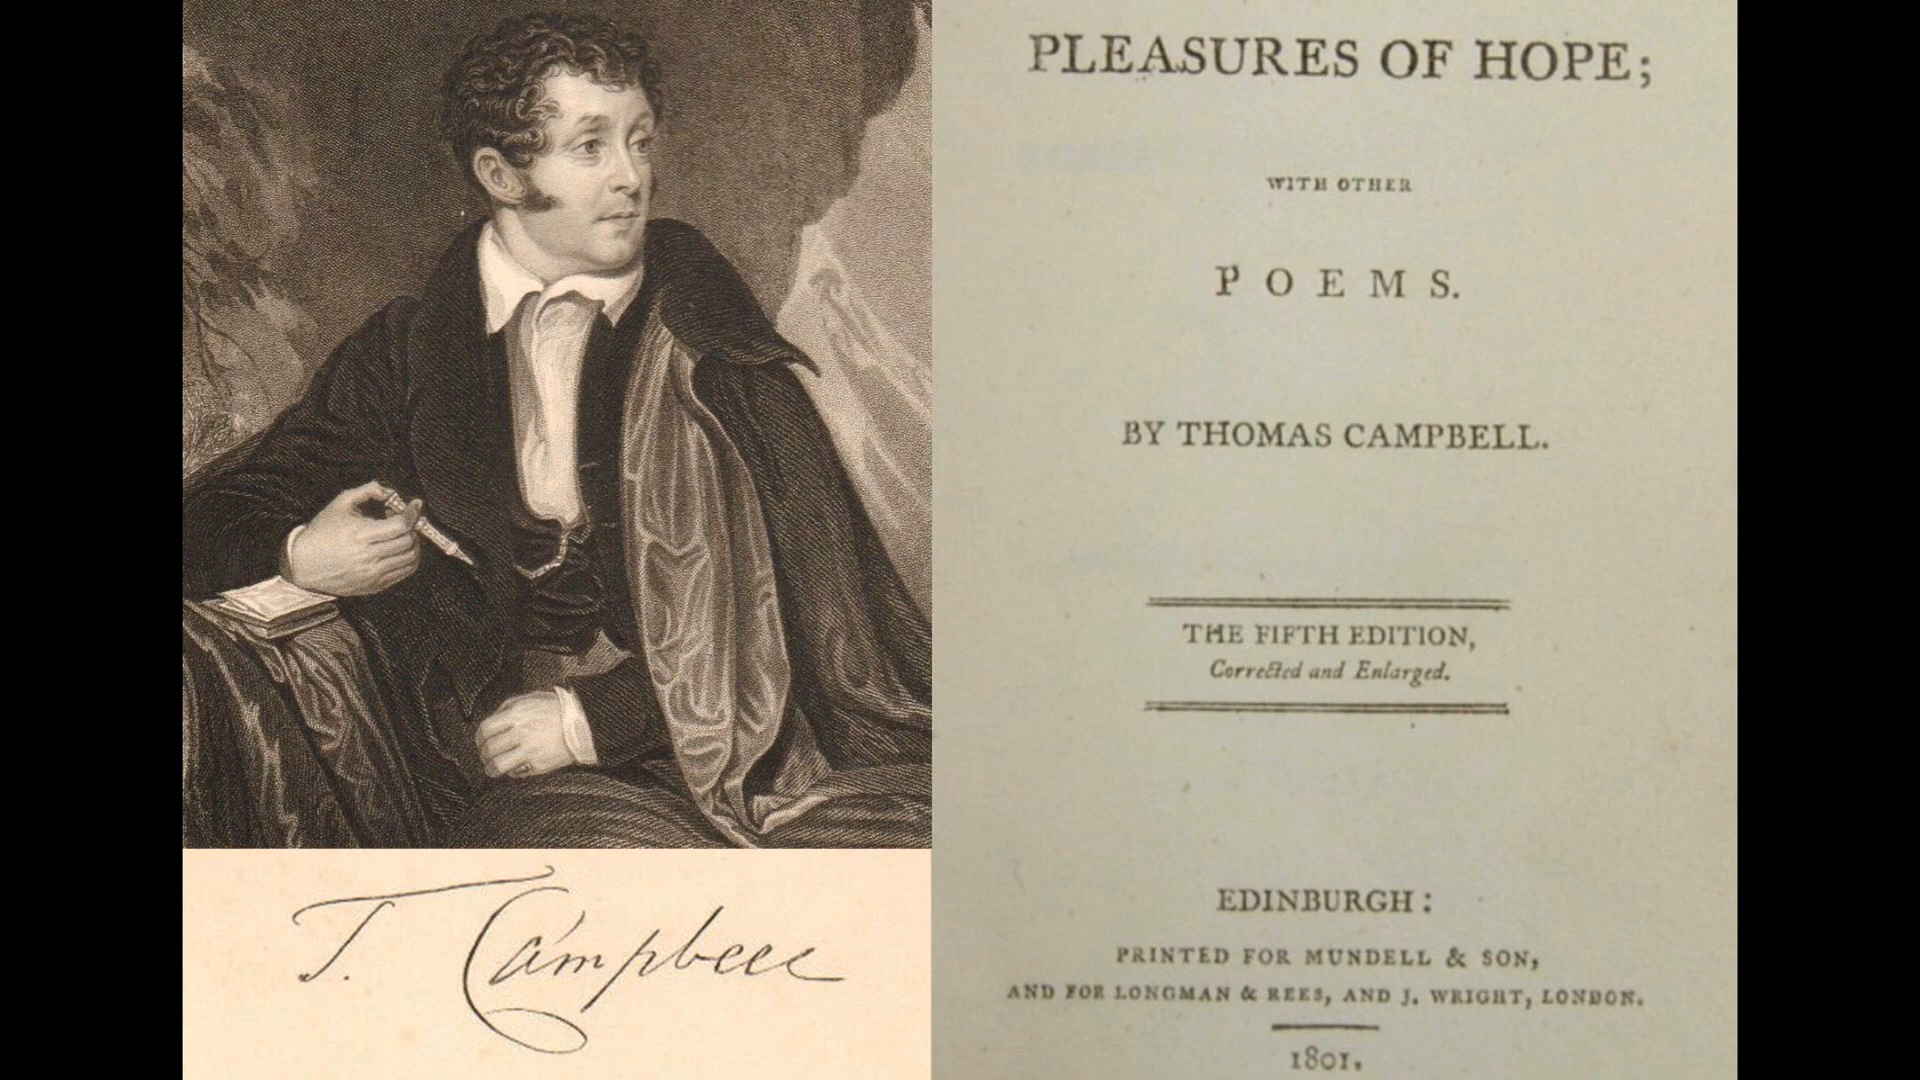 T. Campbell
PLEASURES OF HOPE;
WITH OTHER
POEMS.
BY THOMAS CAMPBELL.
THE FIFTH EDITION,
Corrected and Enlarged.
EDINBURGH:
PRINTED FOR MUNDELL & SON,
AND FOR LONGMAN & REES, AND J. WRIGHT, LONDON.
1801.